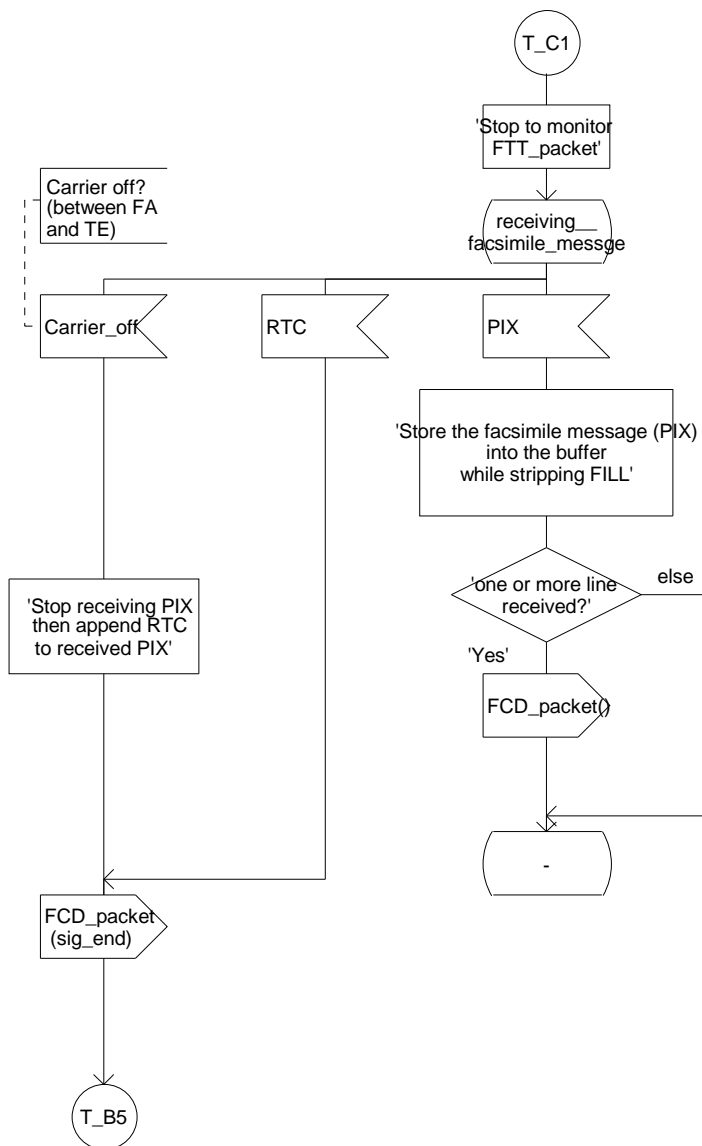 T_C1
'Stop to monitor
FTT_packet'
Carrier off?
(between FA
and TE)
receiving__
facsimile_messge
Carrier_off
RTC
PIX
'Store the facsimile message (PIX)
into the buffer
while stripping FILL'
'one or more line
received?'
else
'Stop receiving PIX
then append RTC
to received PIX'
'Yes'
FCD_packet()
-
FCD_packet
(sig_end)
T_B5